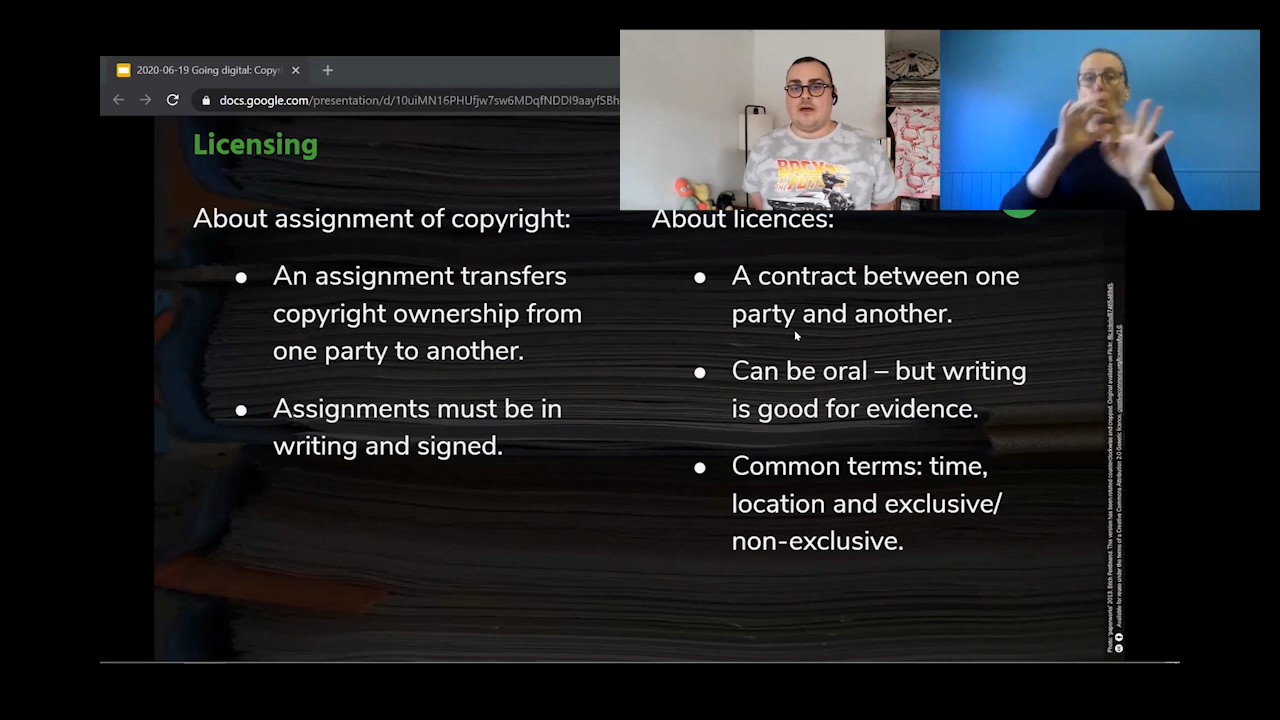 2020-06-19 Going digital: Copy
docs.google.com/presentation/d/10uiMN16PHUfjw7sw6MDqfNDDI9aayfSBh
Licensing
About assignment of copyright:
● An assignment transfers
copyright ownership from
one party to another.
● Assignments must be in
writing and signed.
About licences:
● A contract between one
party and another.
● Can be oral – but writing
is good for evidence.
● Common terms: time,
location and exclusive/
non-exclusive.